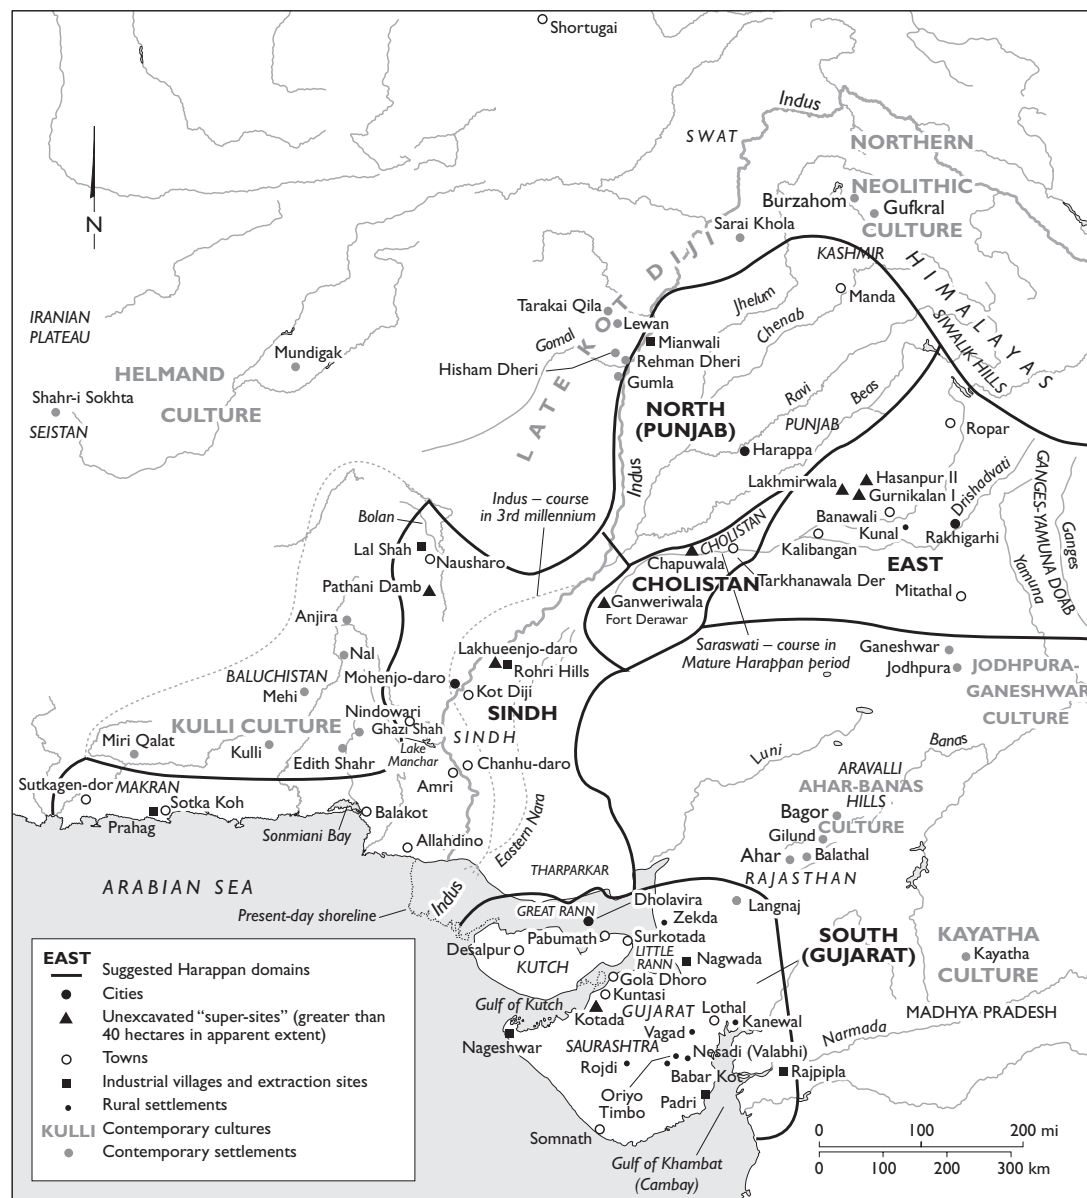 Shortugai
Indus
SWAT
NORTHERN
NEOLITHIC
CULTURE
Burzahom
Gufkral
Sarai Khola
N
KASHMIR
HIMALAYAS
SIWALIK HILLS
LATE KOT DIJI
IRANIAN
PLATEAU
Tarakai Qila
Lewan
Jhelum
Chenab
Manda
Gomal
Mianwali
Mundigak
Hisham Dheri
Rehman Dheri
Gumla
HELMAND
CULTURE
Shahr-i Sokhta
SEISTAN
NORTH
(PUNJAB)
Ravi
Beas
PUNJAB
Ropar
Harappa
Indus
Indus – course
in 3rd millennium
Lakhmirwala
Hasanpur II
Gurnikalan I
Drishadvati
GANGES-YAMUNA DOAB
Ganges
Yamuna
Banawali
Kunal
Rakhigarhi
Bolan
Lal Shah
Nausharo
CHOLISTAN
Kalibangan
EAST
Chapuwala
CHOLISTAN
Tarkhanawala Der
Mitathal
Pathani Damb
Ganweriwala
Fort Derawar
Anjira
Saraswati – course in
Mature Harappan period
Ganeshwar
Jodhpura
JODHPURA-
GANESHWAR
CULTURE
Nal
Lakhueenjo-daro
Rohri Hills
BALUCHISTAN
Mohenjo-daro
Mehi
Kot Diji
SINDH
Nindowari
KULLI CULTURE
Ghazi Shah
SINDH
Miri Qalat
Kulli
Lake
Manchar
Edith Shahr
Chanhu-daro
Amri
Luni
Banas
Sutkagen-dor
MAKRAN
Sotka Koh
Prahag
Sonmiani Bay
Balakot
Allahdino
Eastern Nara
ARAVALLI
HILLS
AHAR-BANAS
CULTURE
Bagor
Gilund
Ahar
Balathal
RAJASTHAN
THARPARKAR
ARABIAN SEA
Present-day shoreline
Indus
GREAT RANN
Dholavira
Zekda
Langnaj
Desalpur
Pabumath
Surkotada
KUTCH
LITTLE
RANN
Nagwada
SOUTH
(GUJARAT)
KAYATHA
Kayatha
CULTURE
Gola Dhoro
Gulf of Kutch
Kuntasi
Kotada
GUJARAT
Lothal
Kanewal
MADHYA PRADESH
Narmada
Nageshwar
SAURASHTRA
Vagad
Nesadi (Valabhi)
Rojdi
Babar Kot
Rajpipla
Oriyo
Timbo
Padri
Somnath
Gulf of Khambat
(Cambay)
EAST
Suggested Harappan domains
Cities
Unexcavated “super-sites” (greater than
40 hectares in apparent extent)
Towns
Industrial villages and extraction sites
Rural settlements
KULLI Contemporary cultures
Contemporary settlements
0 100 200 mi
0 100 200 300 km